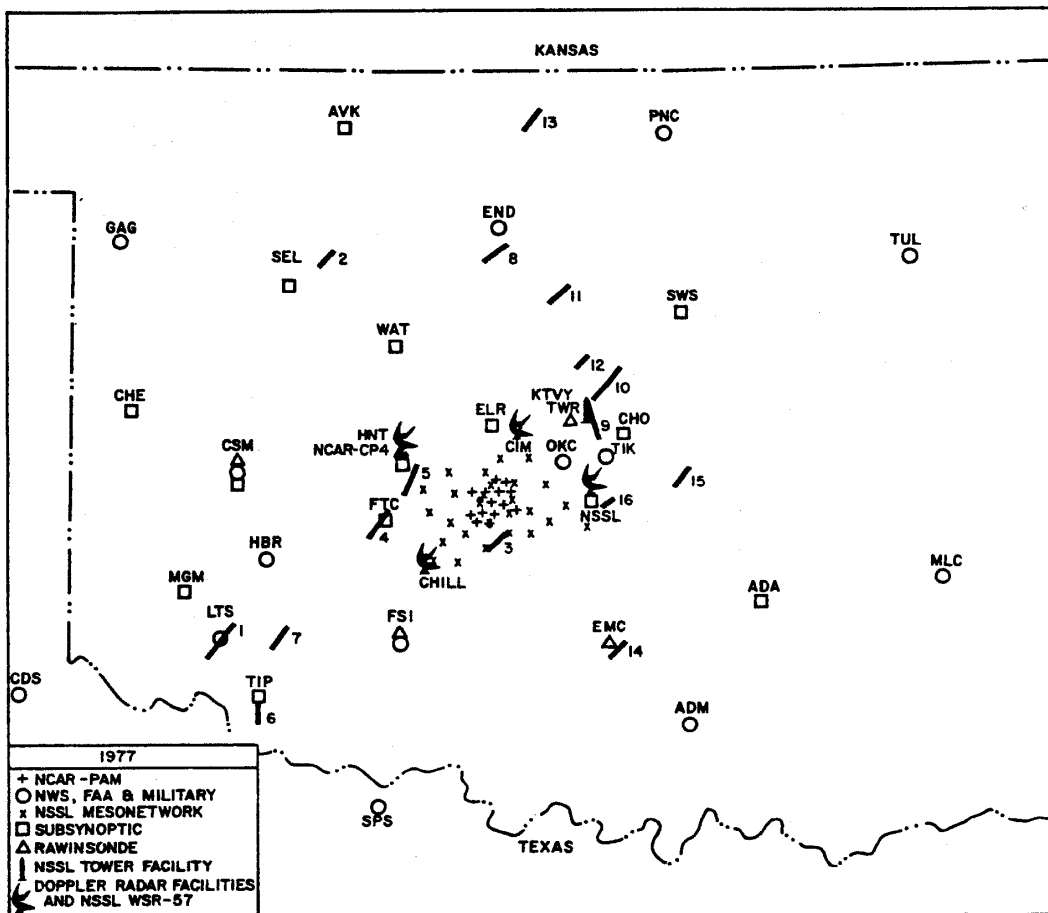 KANSAS
AVK
13
PNC
GAG
END
TUL
SEL
2
8
11
SWS
WAT
12
10
CHE
KTVY
TWR
ELR
9
CHO
HNT
NCAR-CP4
CIM
OKC
TIK
CSM
5
15
FTC
16
NSSL
4
3
HBR
CHILL
MLC
MGM
ADA
LTS
1
7
FSI
EMC
14
CDS
TIP
6
ADM
1977
+ NCAR-PAM
NWS, FAA & MILITARY
x NSSL MESONETWORK
SUBSYNOPTIC
RAWINSONDE
NSSL TOWER FACILITY
DOPPLER RADAR FACILITIES
AND NSSL WSR-57
SPS
TEXAS